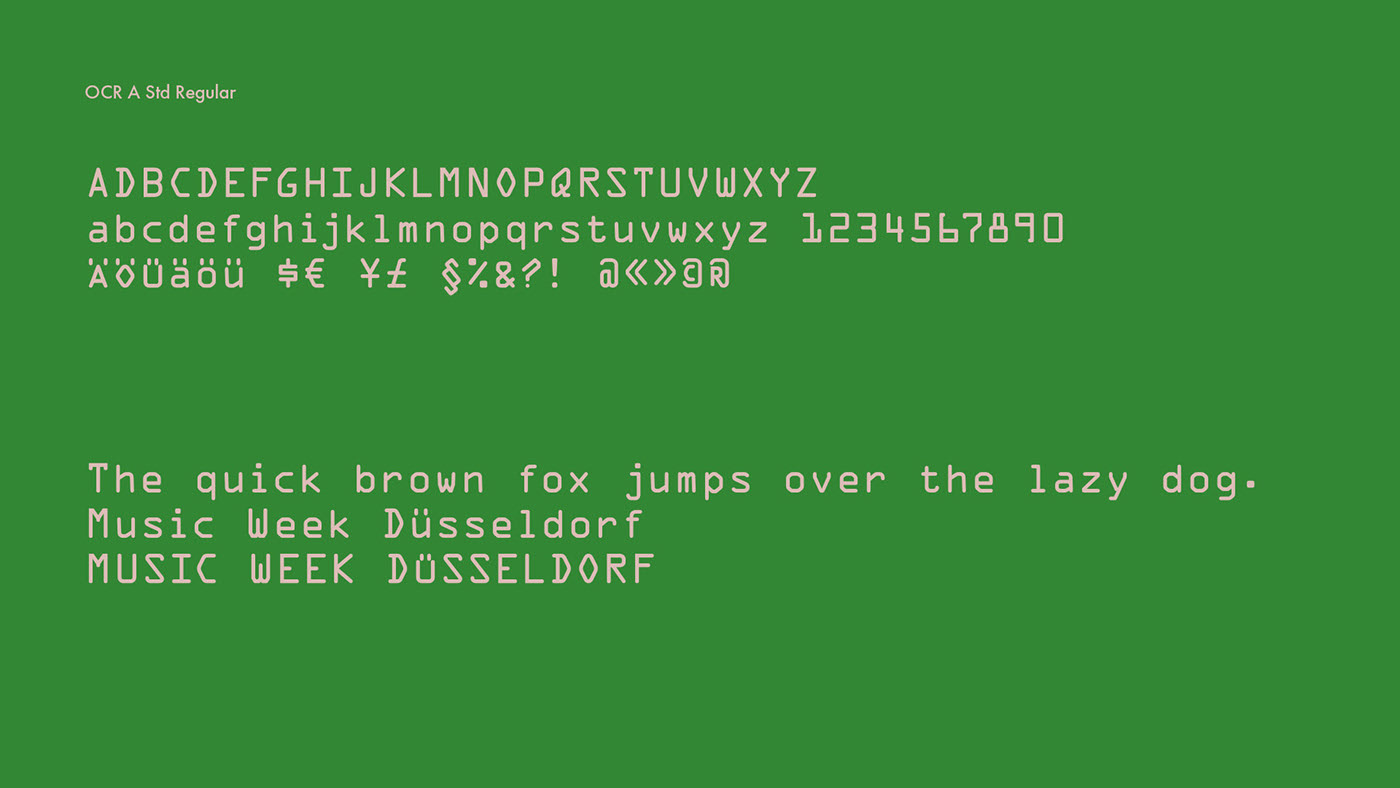 OCR A Std Regular
ADBCDEFGHIJKLMNOPQRSTUVWXYZ
abcdefghijklmnopqrstuvwxyz 1234567890
ÄÖÜäöü $€ ¥£ §%&?! @«»©®
The quick brown fox jumps over the lazy dog.
Music Week Düsseldorf
MUSIC WEEK DüSSELDORF